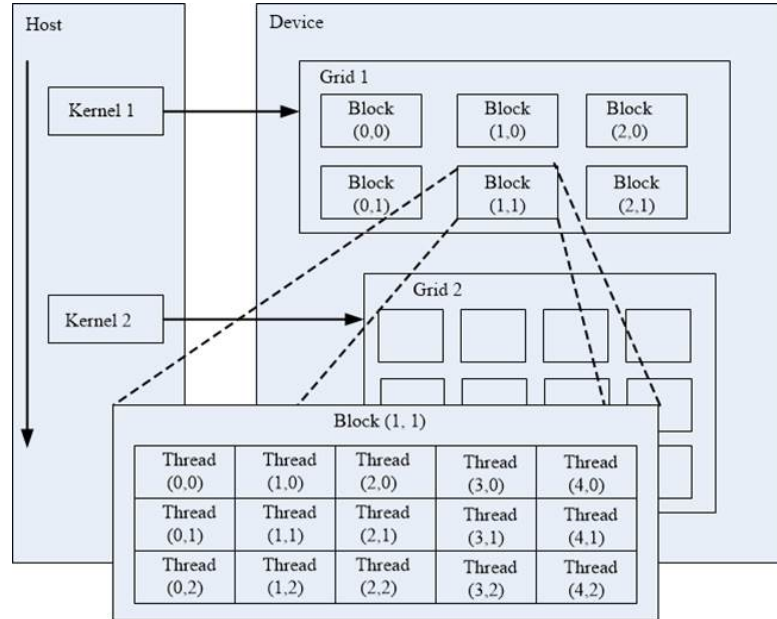 Host
Device
Grid 1
Kernel 1
Block
(0,0)
Block
(1,0)
Block
(2,0)
Block
(0,1)
Block
(1,1)
Block
(2,1)
Grid 2
Kernel 2
Block (1, 1)
Thread
(0,0)
Thread
(1,0)
Thread
(2,0)
Thread
(3,0)
Thread
(4,0)
Thread
(0,1)
Thread
(1,1)
Thread
(2,1)
Thread
(3,1)
Thread
(4,1)
Thread
(0,2)
Thread
(1,2)
Thread
(2,2)
Thread
(3,2)
Thread
(4,2)